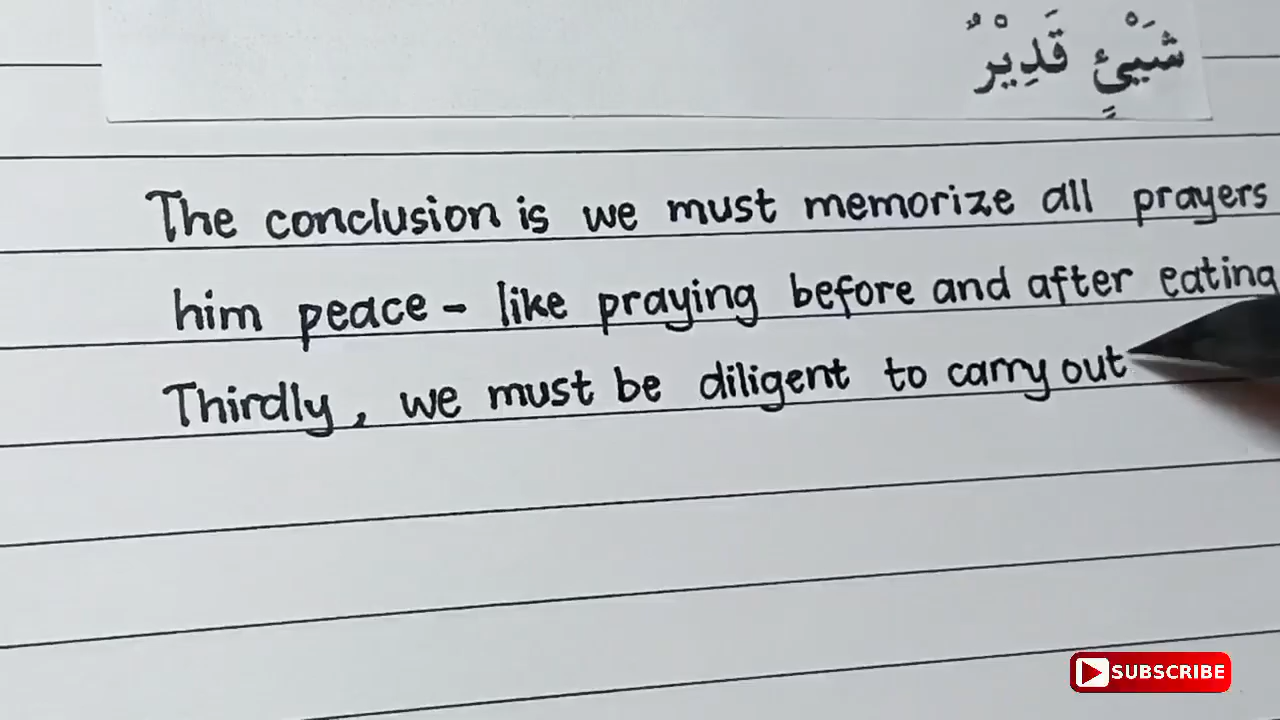 شَيْئٍ قَدِيْرٌ
The conclusion is we must memorize all prayers
him peace - like praying before and after eating
Thirdly, we must be diligent to carry out
SUBSCRIBE